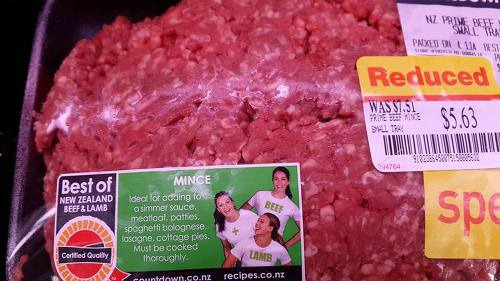 NZ PRIME BEEF
SMALL TRA
PACKED ON
Reduced
WAS $7.51
PRIME BEEF MINCE
SMALL TRAY
$5.63
spe
Best of
NEW ZEALAND
BEEF & LAMB
Certified Quality
MINCE
Ideal for adding to
a simmer sauce,
meatloaf, patties,
spaghetti bolognese,
lasagne, cottage pies.
Must be cooked
thoroughly.
BEEF
+
LAMB
countdown.co.nz recipes.co.nz